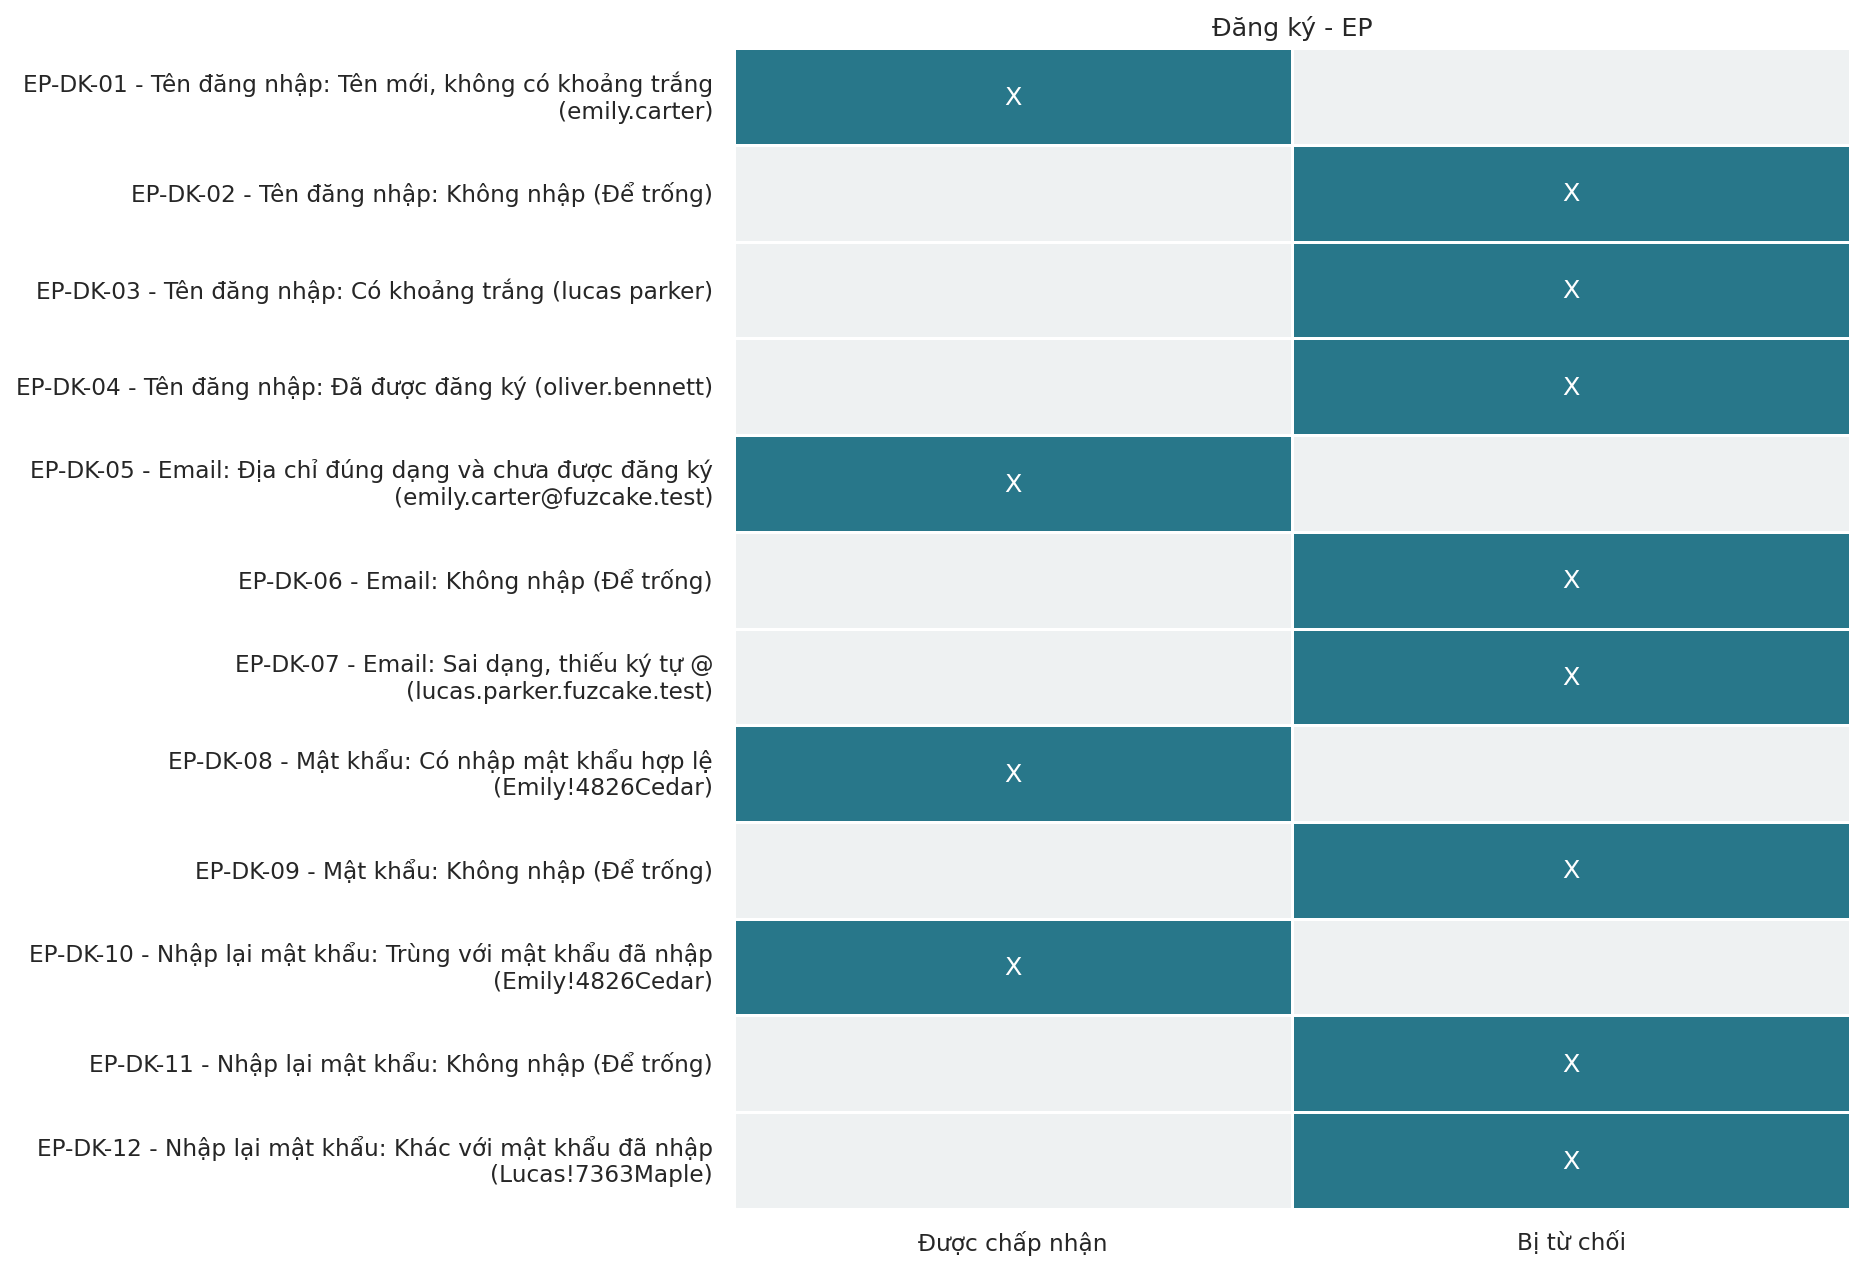 Đăng ký - EP
EP-DK-01 - Tên đăng nhập: Tên mới, không có khoảng trắng
(emily.carter)
X
EP-DK-02 - Tên đăng nhập: Không nhập (Để trống)
X
EP-DK-03 - Tên đăng nhập: Có khoảng trắng (lucas parker)
X
EP-DK-04 - Tên đăng nhập: Đã được đăng ký (oliver.bennett)
X
EP-DK-05 - Email: Địa chỉ đúng dạng và chưa được đăng ký
(emily.carter@fuzcake.test)
X
EP-DK-06 - Email: Không nhập (Để trống)
X
EP-DK-07 - Email: Sai dạng, thiếu ký tự @
(lucas.parker.fuzcake.test)
X
EP-DK-08 - Mật khẩu: Có nhập mật khẩu hợp lệ
(Emily!4826Cedar)
X
EP-DK-09 - Mật khẩu: Không nhập (Để trống)
X
EP-DK-10 - Nhập lại mật khẩu: Trùng với mật khẩu đã nhập
(Emily!4826Cedar)
X
EP-DK-11 - Nhập lại mật khẩu: Không nhập (Để trống)
X
EP-DK-12 - Nhập lại mật khẩu: Khác với mật khẩu đã nhập
(Lucas!7363Maple)
X
Được chấp nhận
Bị từ chối